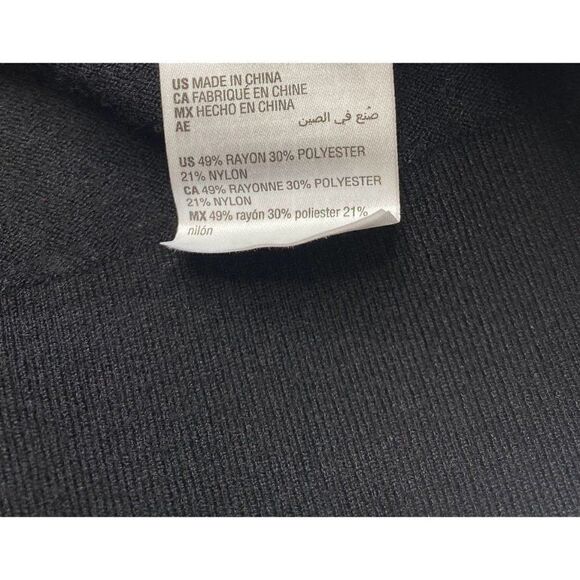 US MADE IN CHINA
CA FABRIQUÉ EN CHINE
MX HECHO EN CHINA
AE صُنع في الصين
US 49% RAYON 30% POLYESTER
21% NYLON
CA 49% RAYONNE 30% POLYESTER
21% NYLON
MX 49% rayón 30% poliester 21%
nilón